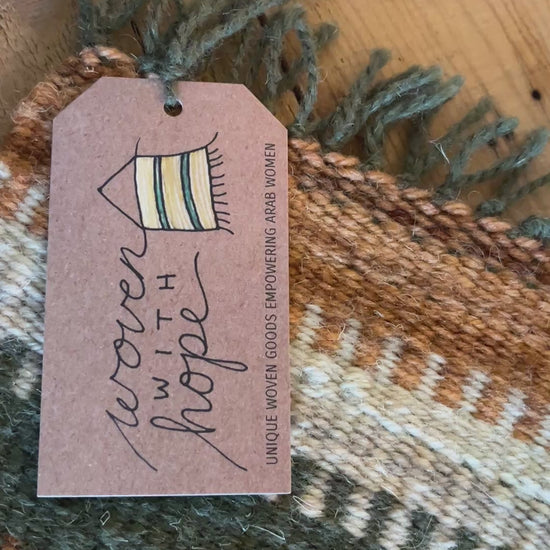 woven
WITH
hope
UNIQUE WOVEN GOODS EMPOWERING ARAB WOMEN